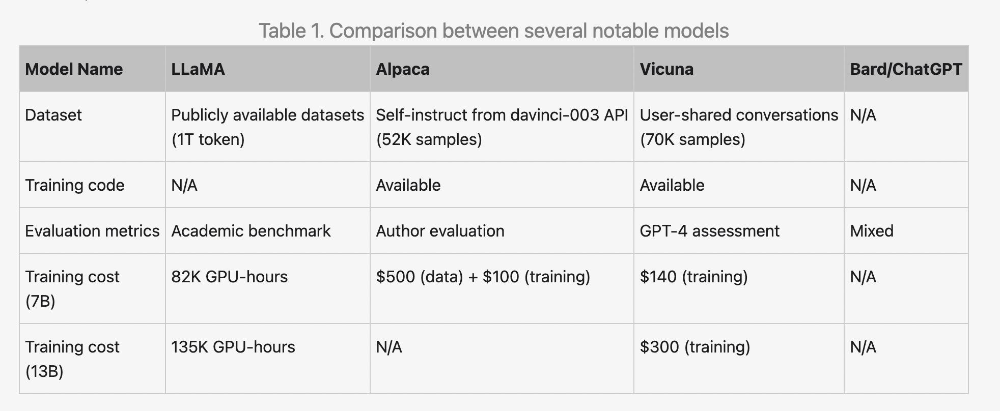 Table 1. Comparison between several notable models
Model Name LLaMA Alpaca Vicuna Bard/ChatGPT
Dataset Publicly available datasets Self-instruct from davinci-003 API User-shared conversations N/A
(1T token) (52K samples) (70K samples)
Training code N/A Available Available N/A
Evaluation metrics Academic benchmark Author evaluation GPT-4 assessment Mixed
Training cost 82K GPU-hours $500 (data) + $100 (training) $140 (training) N/A
(7B)
Training cost 135K GPU-hours N/A $300 (training) N/A
(13B)